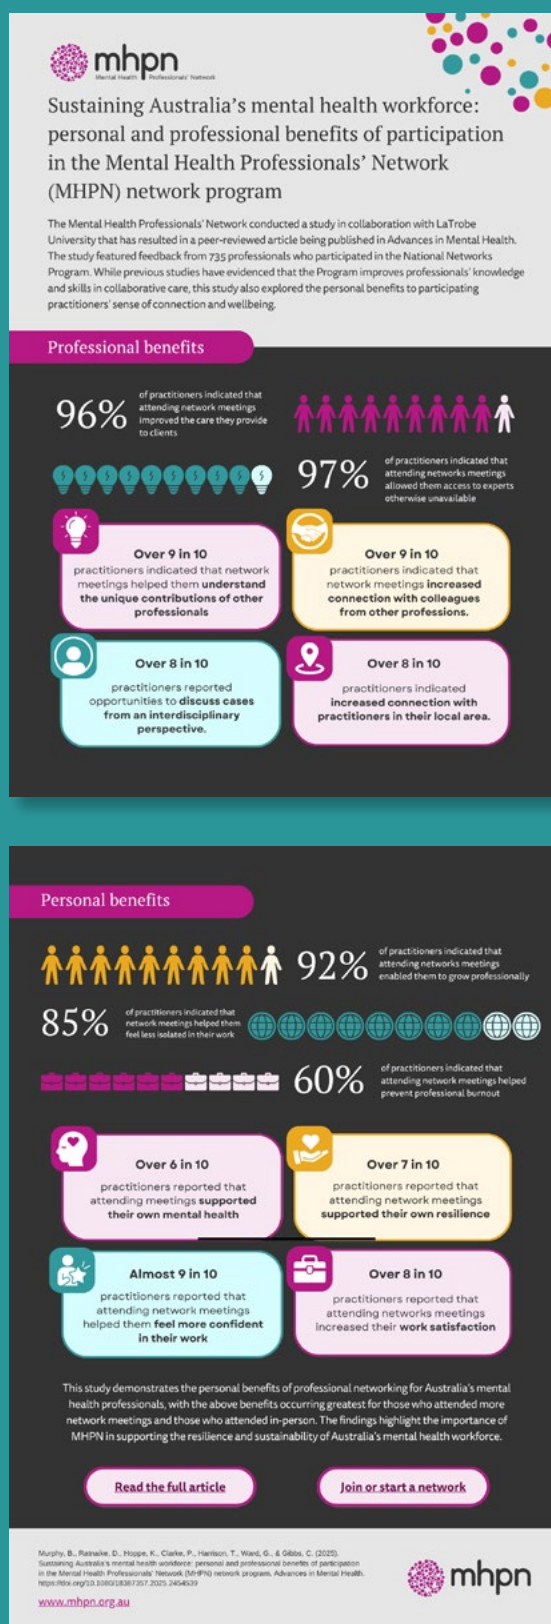 mhpn
Mental Health Professionals' Network
Sustaining Australia's mental health workforce:
personal and professional benefits of participation
in the Mental Health Professionals' Network
(MHPN) network program
The Mental Health Professionals' Network conducted a study in collaboration with LaTrobe
University that has resulted in a peer-reviewed article being published in Advances in Mental Health.
The study featured feedback from 735 professionals who participated in the National Networks
Program. While previous studies have evidenced that the Program improves professionals' knowledge
and skills in collaborative care, this study also explored the personal benefits to participating
practitioners' sense of connection and wellbeing.
Professional benefits
96%
of practitioners indicated that
attending network meetings
improved the care they provide
to clients
97%
of practitioners indicated that
attending networks meetings
allowed them access to experts
otherwise unavailable
Over 9 in 10
practitioners indicated that network
meetings helped them understand
the unique contributions of other
professionals
Over 9 in 10
practitioners indicated that
network meetings increased
connection with colleagues
from other professions.
Over 8 in 10
practitioners reported
opportunities to discuss cases
from an interdisciplinary
perspective.
Over 8 in 10
practitioners indicated
increased connection with
practitioners in their local area.
Personal benefits
92%
of practitioners indicated that
attending networks meetings
enabled them to grow professionally
85%
of practitioners indicated that
network meetings helped them
feel less isolated in their work
60%
of practitioners indicated that
attending network meetings helped
prevent professional burnout
Over 6 in 10
practitioners reported that
attending meetings supported
their own mental health
Over 7 in 10
practitioners reported that
attending network meetings
supported their own resilience
Almost 9 in 10
practitioners reported that
attending network meetings
helped them feel more confident
in their work
Over 8 in 10
practitioners reported that
attending networks meetings
increased their work satisfaction
This study demonstrates the personal benefits of professional networking for Australia's mental
health professionals, with the above benefits occurring greatest for those who attended more
network meetings and those who attended in-person. The findings highlight the importance of
MHPN in supporting the resilience and sustainability of Australia's mental health workforce.
Read the full article
Join or start a network
Murphy, B., Ratnaike, D., Hoppe, K., Clarke, P., Harrison, T., Ward, G., & Gibbs, C. (2025).
Sustaining Australia's mental health workforce: personal and professional benefits of participation
in the Mental Health Professionals' Network (MHPN) network program. Advances in Mental Health.
https://doi.org/10.1080/18387357.2025.2454539
www.mhpn.org.au
mhpn